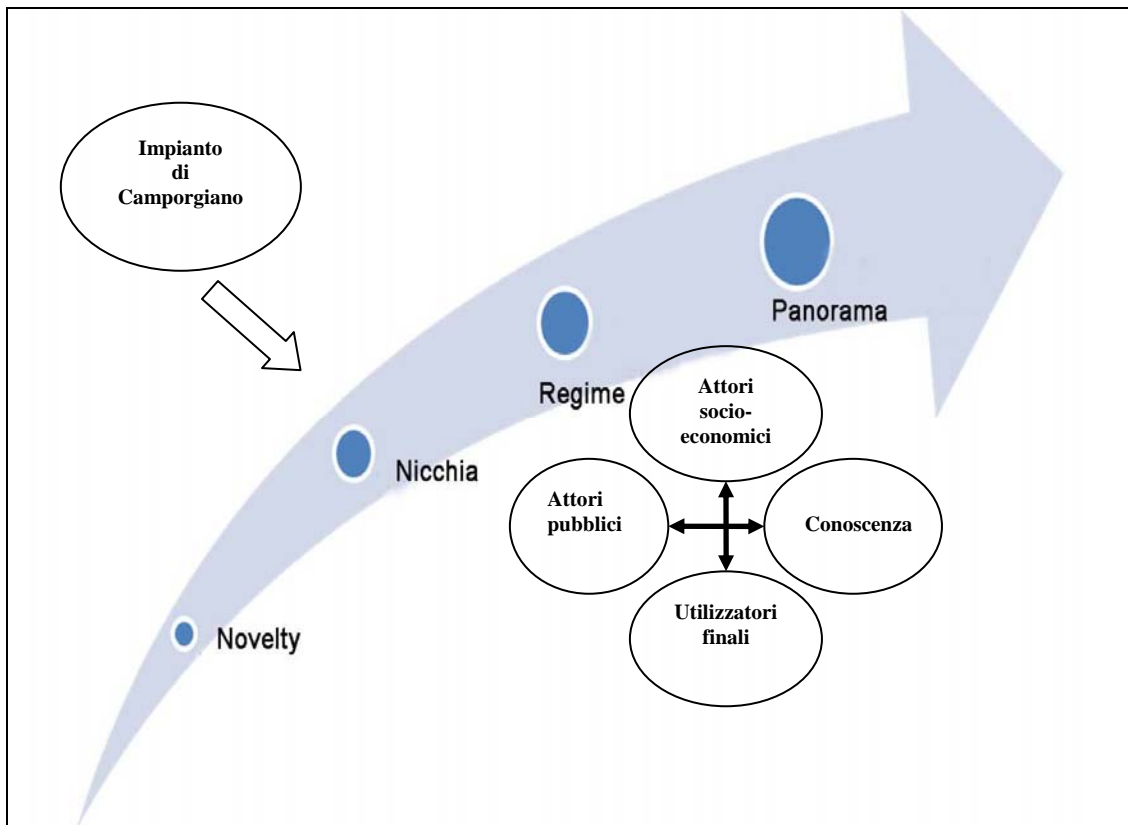 Impianto
di
Camporgiano
Panorama
Regime
Attori
socio-
economici
Nicchia
Attori
pubblici
Conoscenza
Utilizzatori
finali
Novelty